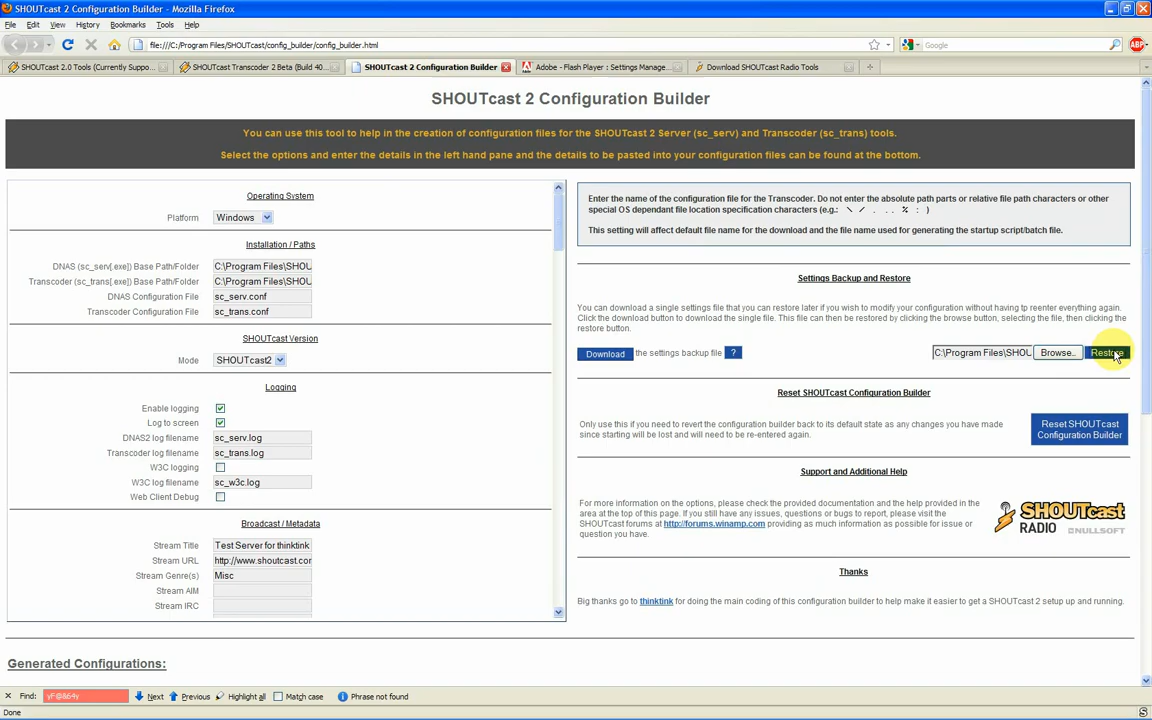 SHOUTcast 2 Configuration Builder - Mozilla Firefox
File Edit View History Bookmarks Tools Help
file:///C:/Program Files/SHOUTcast/config_builder/config_builder.html
Google
ABP
SHOUTcast 2.0 Tools (Currently Suppo...
SHOUTcast Transcoder 2 Beta (Build 40...
SHOUTcast 2 Configuration Builder
Adobe - Flash Player : Settings Manage...
Download SHOUTcast Radio Tools
SHOUTcast 2 Configuration Builder
You can use this tool to help in the creation of configuration files for the SHOUTcast 2 Server (sc_serv) and Transcoder (sc_trans) tools.
Select the options and enter the details in the left hand pane and the details to be pasted into your configuration files can be found at the bottom.
Operating System
Platform Windows
Installation / Paths
DNAS (sc_serv[.exe]) Base Path/Folder C:\Program Files\SHOU
Transcoder (sc_trans[.exe]) Base Path/Folder C:\Program Files\SHOU
DNAS Configuration File sc_serv.conf
Transcoder Configuration File sc_trans.conf
SHOUTcast Version
Mode SHOUTcast2
Logging
Enable logging
Log to screen
DNAS2 log filename sc_serv.log
Transcoder log filename sc_trans.log
W3C logging
W3C log filename sc_w3c.log
Web Client Debug
Broadcast / Metadata
Stream Title Test Server for thinktink
Stream URL http://www.shoutcast.com
Stream Genre(s) Misc
Stream AIM
Stream IRC
Enter the name of the configuration file for the Transcoder. Do not enter the absolute path parts or relative file path characters or other
special OS dependant file location specification characters (e.g.: \ / . .. % : )
This setting will affect default file name for the download and the file name used for generating the startup script/batch file.
Settings Backup and Restore
You can download a single settings file that you can restore later if you wish to modify your configuration without having tp reenter everything again.
Click the download button to download the single file. This file can then be restored by clicking the browse button, selecting the file, then clicking the
restore button.
Download the settings backup file ? C:\Program Files\SHOU Browse... Restore
Reset SHOUTcast Configuration Builder
Only use this if you need to revert the configuration builder back to its default state as any changes you have made
since starting will be lost and will need to be re-entered again.
Reset SHOUTcast
Configuration Builder
Support and Additional Help
For more information on the options, please check the provided documentation and the help provided in the
area at the top of this page. If you still have any issues, questions or bugs to report, please visit the
SHOUTcast forums at http://forums.winamp.com providing as much information as possible for issue or
question you have.
SHOUTcast
RADIO NULLSOFT
Thanks
Big thanks go to thinktink for doing the main coding of this configuration builder to help make it easier to get a SHOUTcast 2 setup up and running.
Generated Configurations:
Find: yF@864y Next Previous Highlight all Match case Phrase not found
Done